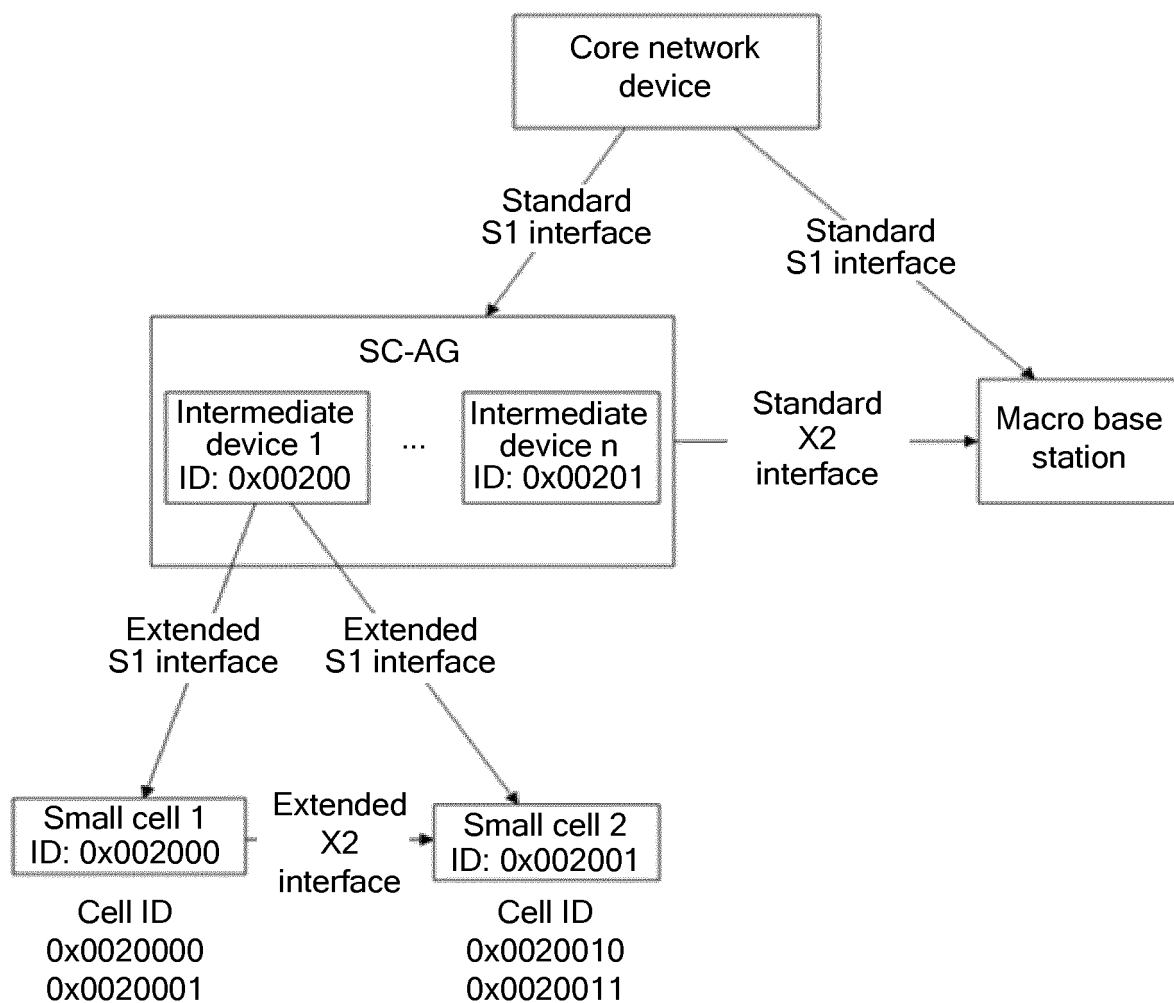 Core network
device
Standard
S1 interface
Standard
S1 interface
SC-AG
Intermediate
device 1
ID: 0x00200
...
Intermediate
device n
ID: 0x00201
Standard
X2
interface
Macro base
station
Extended
S1 interface
Extended
S1 interface
Small cell 1
ID: 0x002000
Extended
X2
interface
Small cell 2
ID: 0x002001
Cell ID
0x0020000
0x0020001
Cell ID
0x0020010
0x0020011